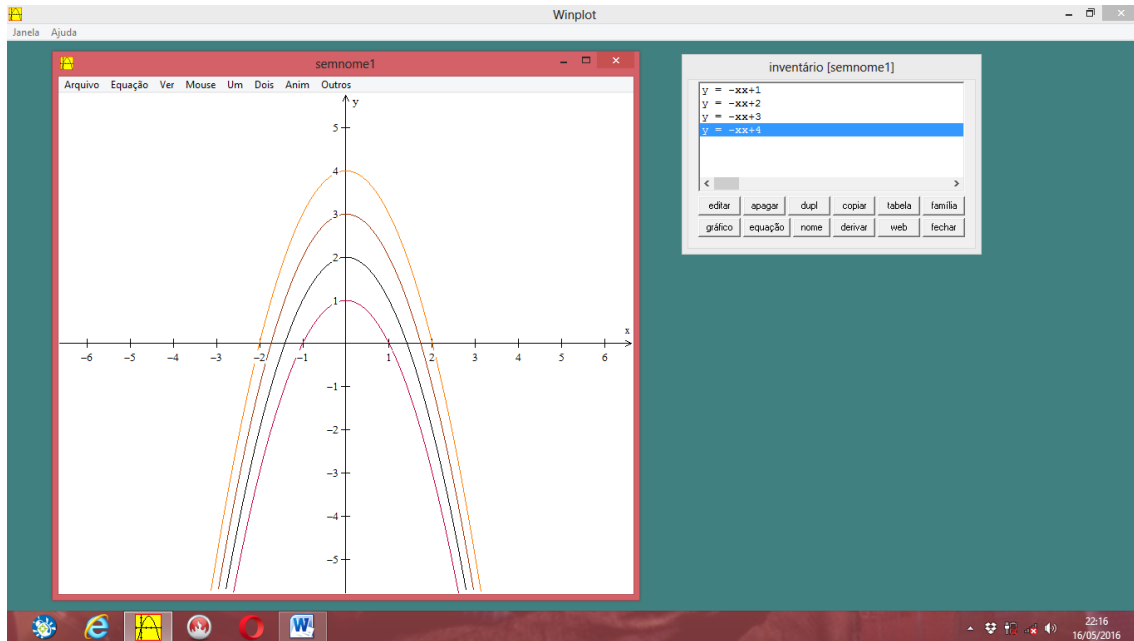 Winplot
Janela Ajuda
semnome1
Arquivo Equação Ver Mouse Um Dois Anim Outros
y
5
4
3
2
1
x
−6 −5 −4 −3 −2 −1 1 2 3 4 5 6
−1
−2
−3
−4
−5
inventário [semnome1]
y = -xx+1
y = -xx+2
y = -xx+3
y = -xx+4
editar apagar dupl copiar tabela família
gráfico equação nome derivar web fechar
22:16
16/05/2016